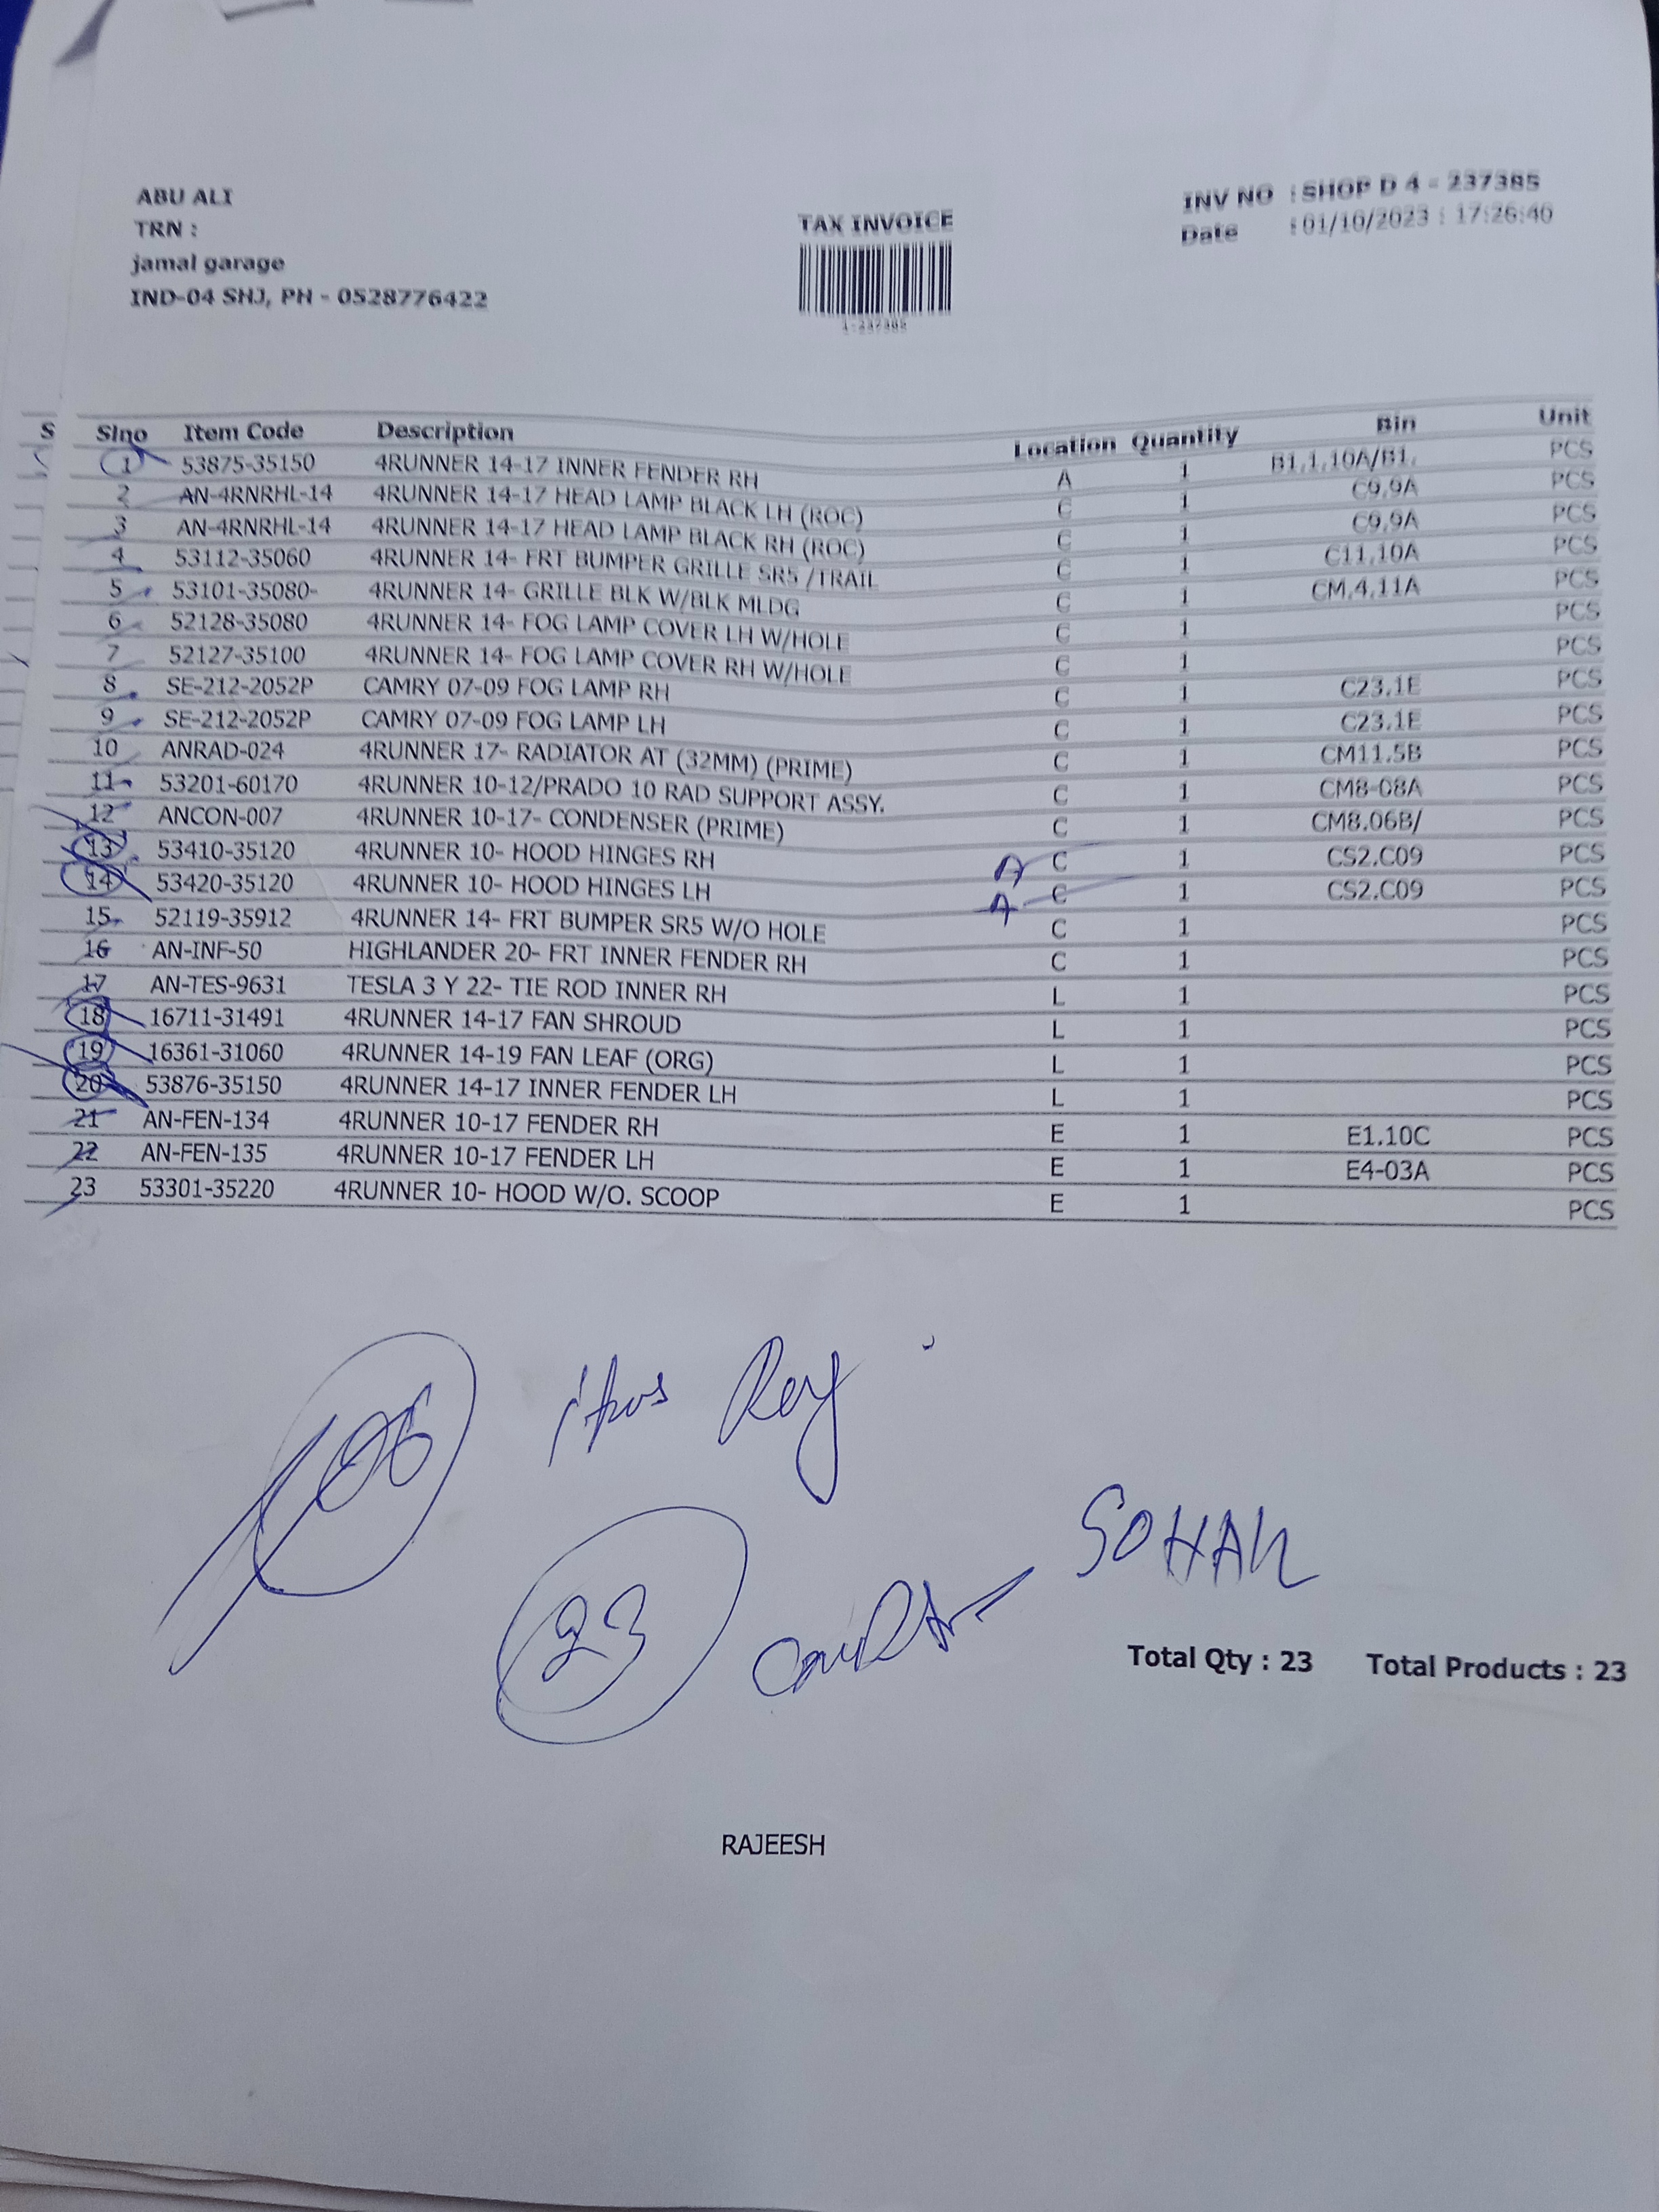 ABU ALI
TRN :
jamal garage
IND-04 SHJ, PH - 0528776422
TAX INVOICE
1-237385
INV NO : SHOP D 4 - 237385
Date : 01/10/2023 : 17:26:40
S
Slno Item Code Description Location Quantity Bin Unit
1 53875-35150 4RUNNER 14-17 INNER FENDER RH A 1 B1.1.10A/B1. PCS
2 AN-4RNRHL-14 4RUNNER 14-17 HEAD LAMP BLACK LH (ROC) C 1 C9.9A PCS
3 AN-4RNRHL-14 4RUNNER 14-17 HEAD LAMP BLACK RH (ROC) C 1 C9.9A PCS
4 53112-35060 4RUNNER 14- FRT BUMPER GRILLE SR5 /TRAIL C 1 C11.10A PCS
5 53101-35080- 4RUNNER 14- GRILLE BLK W/BLK MLDG C 1 CM.4.11A PCS
6 52128-35080 4RUNNER 14- FOG LAMP COVER LH W/HOLE C 1 PCS
7 52127-35100 4RUNNER 14- FOG LAMP COVER RH W/HOLE C 1 PCS
8 SE-212-2052P CAMRY 07-09 FOG LAMP RH C 1 C23.1E PCS
9 SE-212-2052P CAMRY 07-09 FOG LAMP LH C 1 C23.1E PCS
10 ANRAD-024 4RUNNER 17- RADIATOR AT (32MM) (PRIME) C 1 CM11.5B PCS
11 53201-60170 4RUNNER 10-12/PRADO 10 RAD SUPPORT ASSY. C 1 CM8-08A PCS
12 ANCON-007 4RUNNER 10-17- CONDENSER (PRIME) C 1 CM8.06B/ PCS
13 53410-35120 4RUNNER 10- HOOD HINGES RH A C 1 CS2.C09 PCS
14 53420-35120 4RUNNER 10- HOOD HINGES LH A C 1 CS2.C09 PCS
15 52119-35912 4RUNNER 14- FRT BUMPER SR5 W/O HOLE C 1 PCS
16 AN-INF-50 HIGHLANDER 20- FRT INNER FENDER RH C 1 PCS
17 AN-TES-9631 TESLA 3 Y 22- TIE ROD INNER RH L 1 PCS
18 16711-31491 4RUNNER 14-17 FAN SHROUD L 1 PCS
19 16361-31060 4RUNNER 14-19 FAN LEAF (ORG) L 1 PCS
20 53876-35150 4RUNNER 14-17 INNER FENDER LH L 1 PCS
21 AN-FEN-134 4RUNNER 10-17 FENDER RH E 1 E1.10C PCS
22 AN-FEN-135 4RUNNER 10-17 FENDER LH E 1 E4-03A PCS
23 53301-35220 4RUNNER 10- HOOD W/O. SCOOP E 1 PCS
06
23
Total Qty : 23 Total Products : 23
RAJEESH